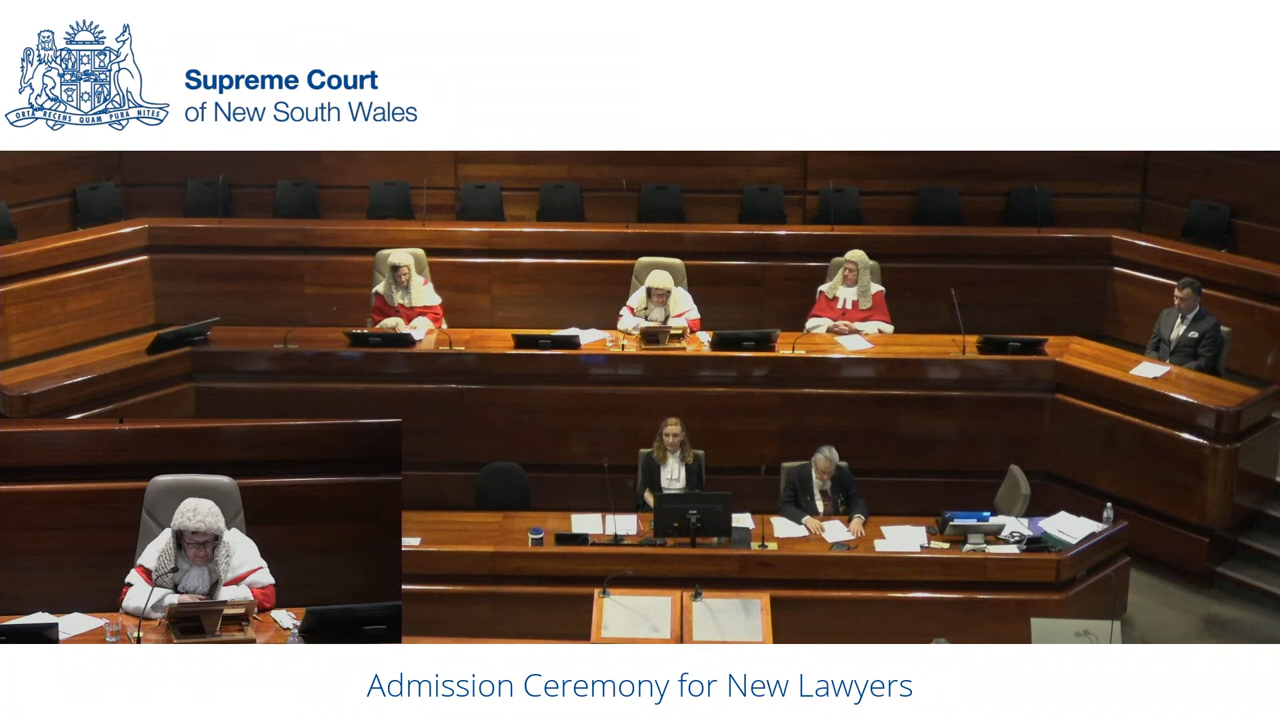 ORTA RECENS QUAM PURA NITES
Supreme Court
of New South Wales
Admission Ceremony for New Lawyers